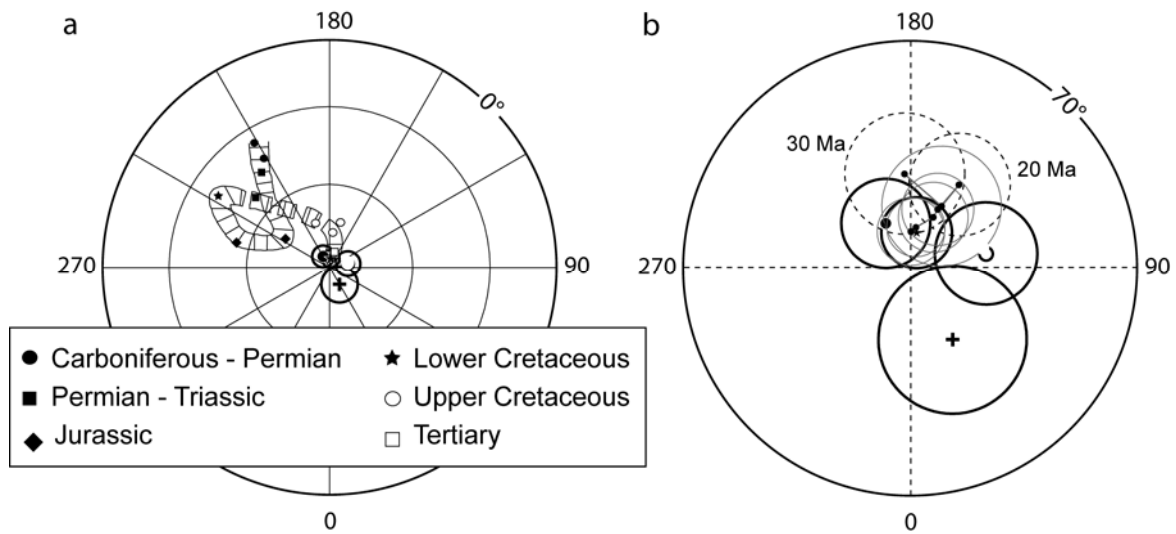 a
180
0°
270
90
0
● Carboniferous - Permian
■ Permian - Triassic
◆ Jurassic
★ Lower Cretaceous
○ Upper Cretaceous
□ Tertiary
b
180
70°
30 Ma
20 Ma
270
90
0